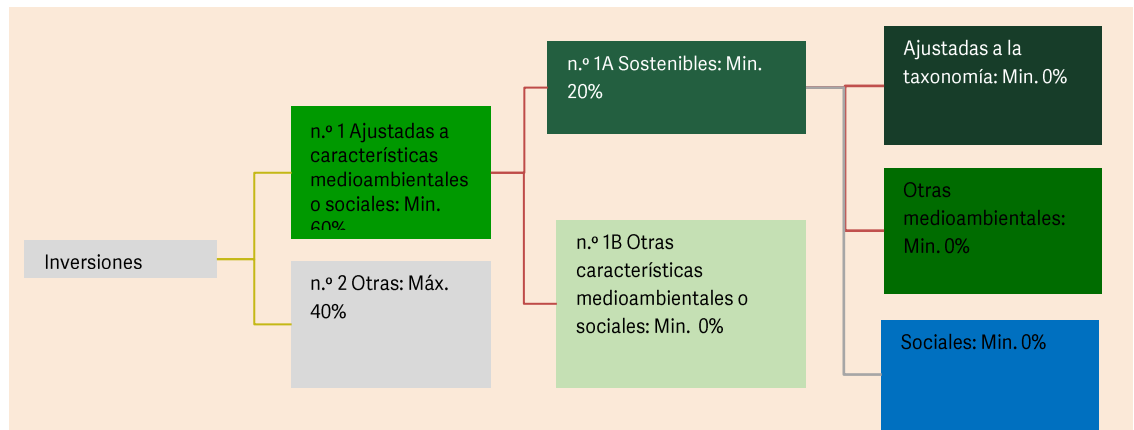 Inversiones
n.º 1 Ajustadas a
características
medioambientales
o sociales: Min.
60%
n.º 2 Otras: Máx.
40%
n.º 1A Sostenibles: Min.
20%
n.º 1B Otras
características
medioambientales o
sociales: Min.  0%
Ajustadas a la
taxonomía: Min. 0%
Otras
medioambientales:
Min. 0%
Sociales: Min. 0%